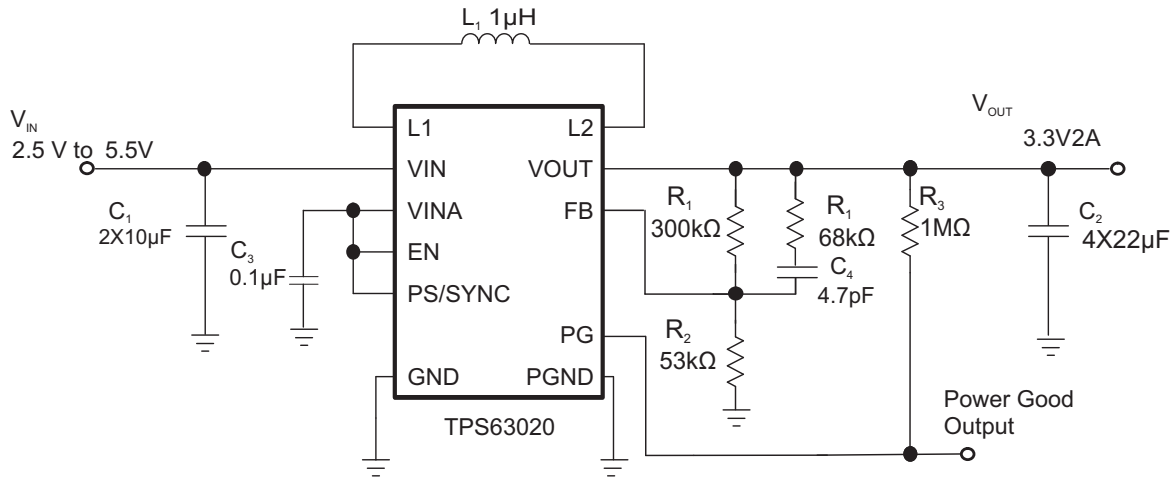 L₁ 1µH
V_IN
2.5 V to 5.5V
V_OUT
3.3V2A
L1
L2
VIN
VOUT
VINA
FB
EN
PS/SYNC
PG
GND
PGND
TPS63020
C₁
2X10µF
C₃
0.1µF
R₁
300kΩ
R₁
68kΩ
C₄
4.7pF
R₂
53kΩ
R₃
1MΩ
C₂
4X22µF
Power Good
Output